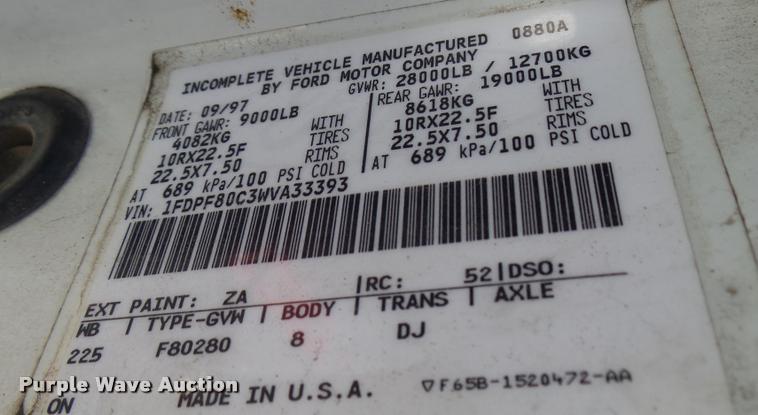 0880A
INCOMPLETE VEHICLE MANUFACTURED
BY FORD MOTOR COMPANY
DATE: 09/97 GVWR: 28000LB / 12700KG
FRONT GAWR: 9000LB REAR GAWR: 19000LB
4082KG WITH 8618KG WITH
10RX22.5F TIRES 10RX22.5F TIRES
22.5X7.50 RIMS 22.5X7.50 RIMS
AT 689 kPa/100 PSI COLD AT 689 kPa/100 PSI COLD
VIN: 1FDPF80C3WVA33393
EXT PAINT: ZA |RC: 52|DSO:
WB | TYPE-GVW | BODY | TRANS | AXLE
225 F80280 8 DJ
MADE IN U.S.A. ▽F65B-1520472-AA
Purple Wave Auction
ON